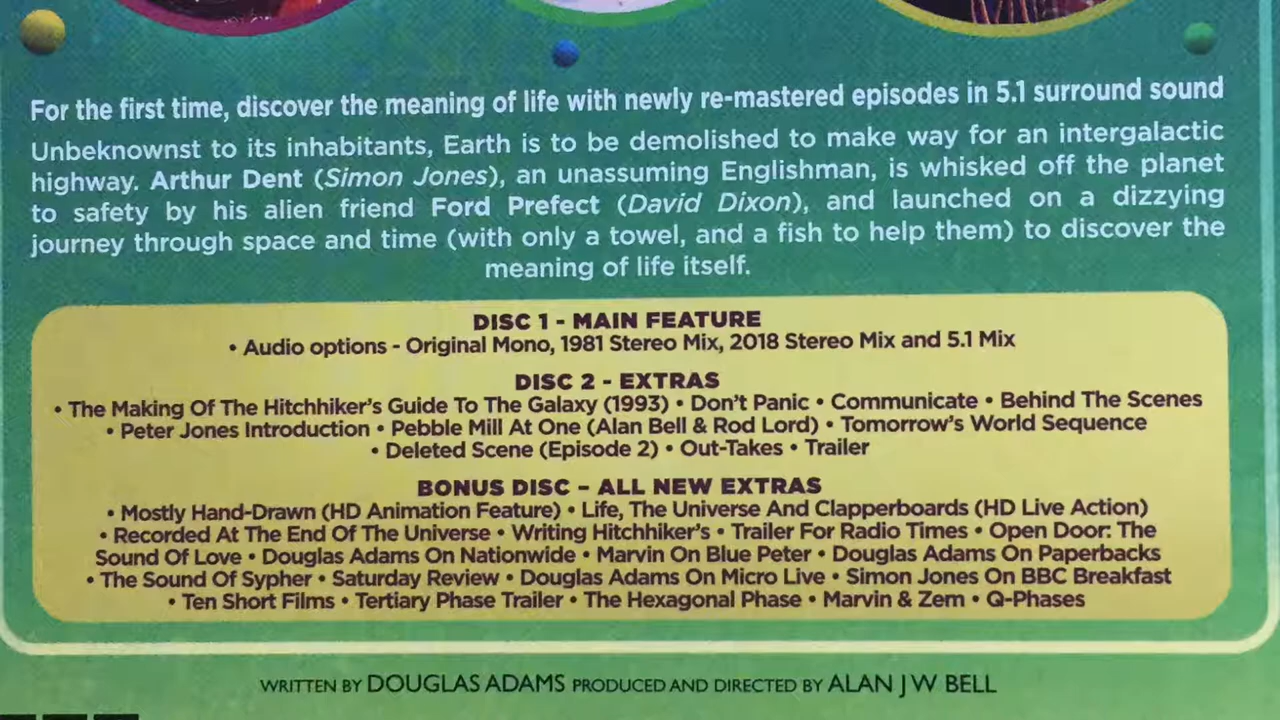 For the first time, discover the meaning of life with newly re-mastered episodes in 5.1 surround sound
Unbeknownst to its inhabitants, Earth is to be demolished to make way for an intergalactic
highway. Arthur Dent (Simon Jones), an unassuming Englishman, is whisked off the planet
to safety by his alien friend Ford Prefect (David Dixon), and launched on a dizzying
journey through space and time (with only a towel, and a fish to help them) to discover the
meaning of life itself.
DISC 1 - MAIN FEATURE
• Audio options - Original Mono, 1981 Stereo Mix, 2018 Stereo Mix and 5.1 Mix
DISC 2 - EXTRAS
• The Making Of The Hitchhiker's Guide To The Galaxy (1993) • Don't Panic • Communicate • Behind The Scenes
• Peter Jones Introduction • Pebble Mill At One (Alan Bell & Rod Lord) • Tomorrow's World Sequence
• Deleted Scene (Episode 2) • Out-Takes • Trailer
BONUS DISC – ALL NEW EXTRAS
• Mostly Hand-Drawn (HD Animation Feature) • Life, The Universe And Clapperboards (HD Live Action)
• Recorded At The End Of The Universe • Writing Hitchhiker's • Trailer For Radio Times • Open Door: The
Sound Of Love • Douglas Adams On Nationwide • Marvin On Blue Peter • Douglas Adams On Paperbacks
• The Sound Of Sypher • Saturday Review • Douglas Adams On Micro Live • Simon Jones On BBC Breakfast
• Ten Short Films • Tertiary Phase Trailer • The Hexagonal Phase • Marvin & Zem • Q-Phases
WRITTEN BY DOUGLAS ADAMS PRODUCED AND DIRECTED BY ALAN J W BELL